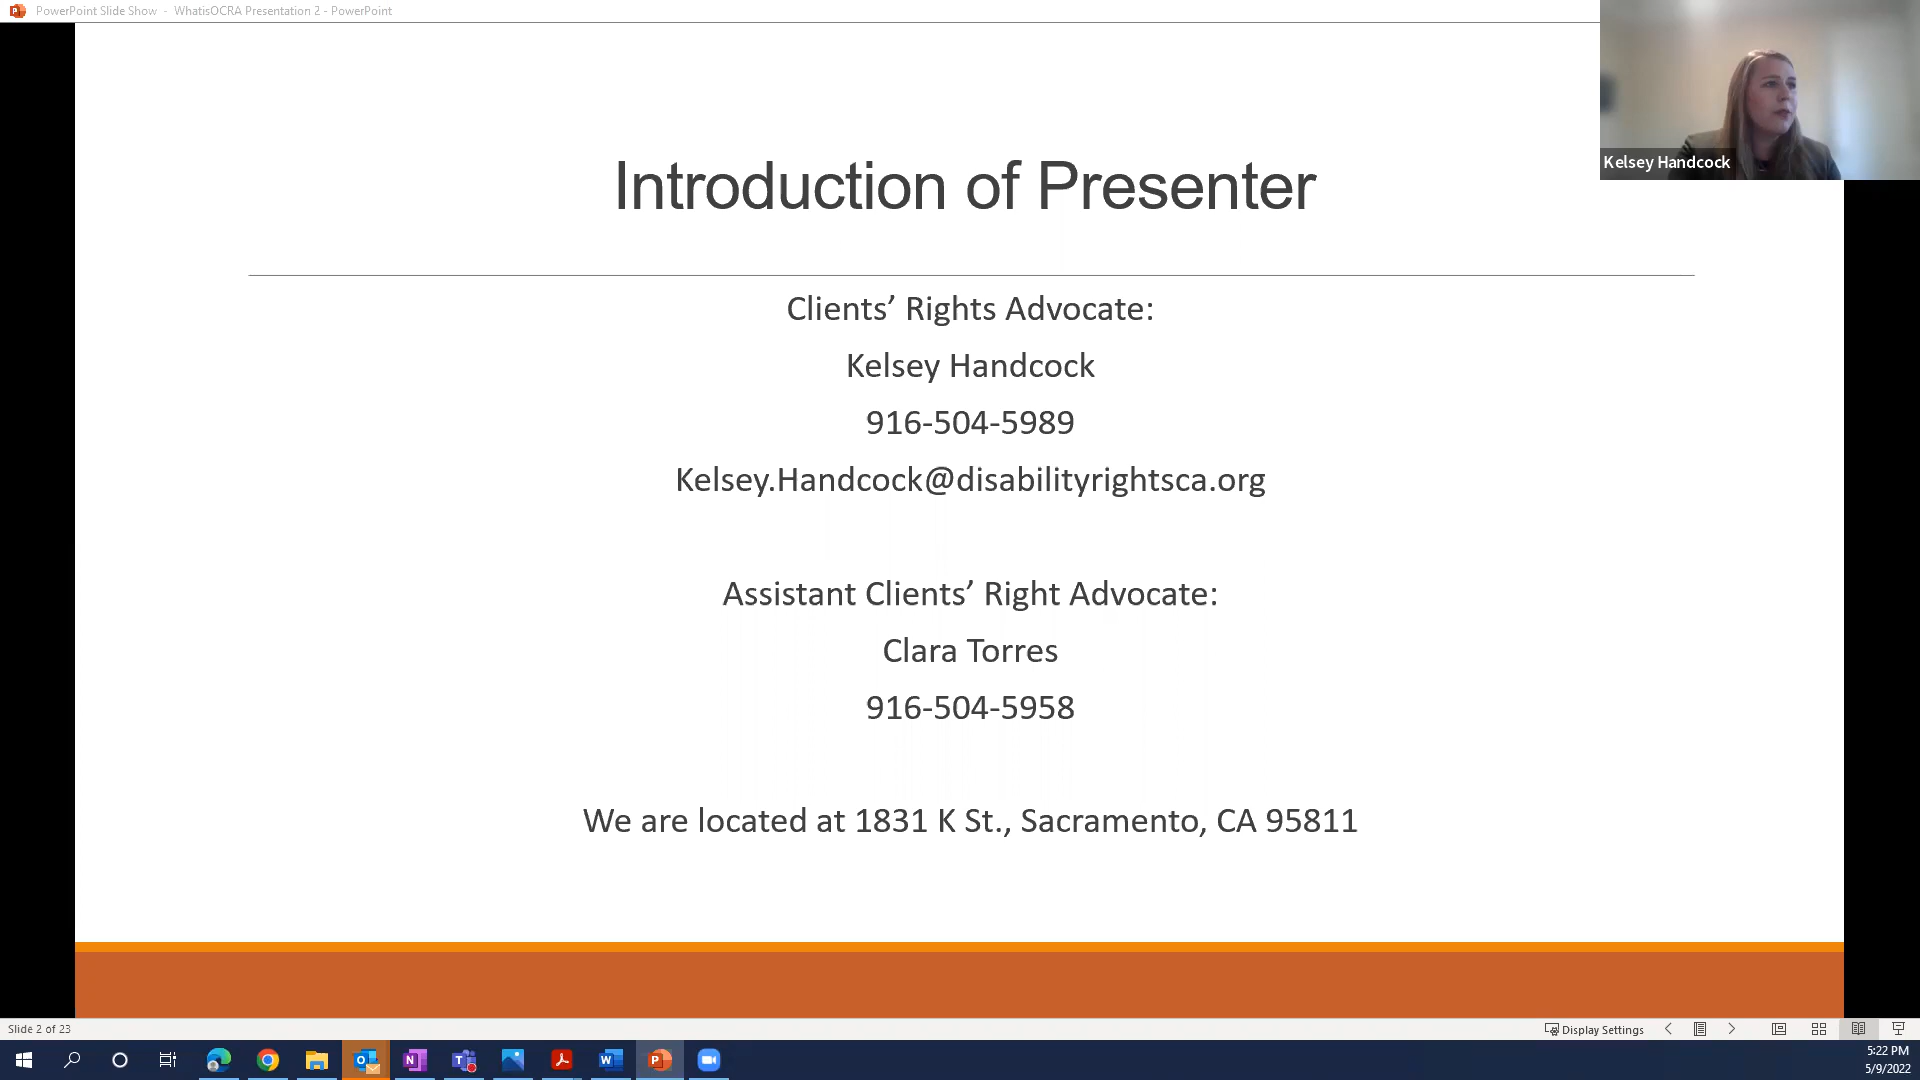 PowerPoint Slide Show - WhatisOCRA Presentation 2 - PowerPoint
Kelsey Handcock
Introduction of Presenter
Clients’ Rights Advocate:
Kelsey Handcock
916-504-5989
Kelsey.Handcock@disabilityrightsca.org
Assistant Clients’ Right Advocate:
Clara Torres
916-504-5958
We are located at 1831 K St., Sacramento, CA 95811
Slide 2 of 23
Display Settings
5:22 PM
5/9/2022